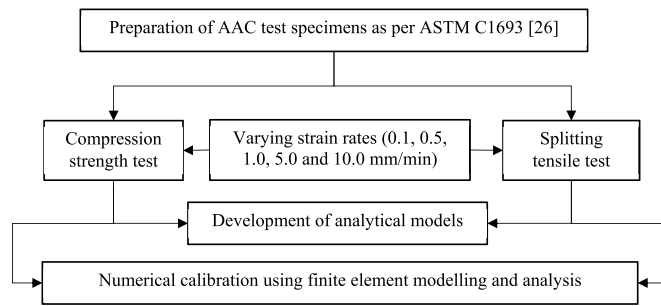 Preparation of AAC test specimens as per ASTM C1693 [26]
Compression
strength test
Varying strain rates (0.1, 0.5,
1.0, 5.0 and 10.0 mm/min)
Splitting
tensile test
Development of analytical models
Numerical calibration using finite element modelling and analysis